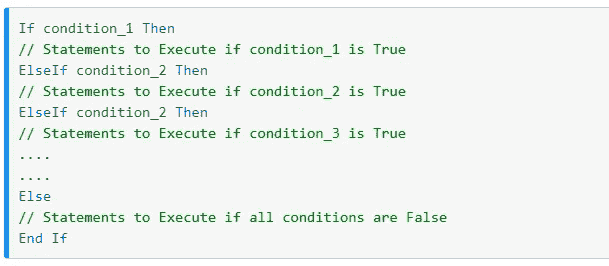 If condition_1 Then
// Statements to Execute if condition_1 is True
ElseIf condition_2 Then
// Statements to Execute if condition_2 is True
ElseIf condition_2 Then
// Statements to Execute if condition_3 is True
....
....
Else
// Statements to Execute if all conditions are False
End If